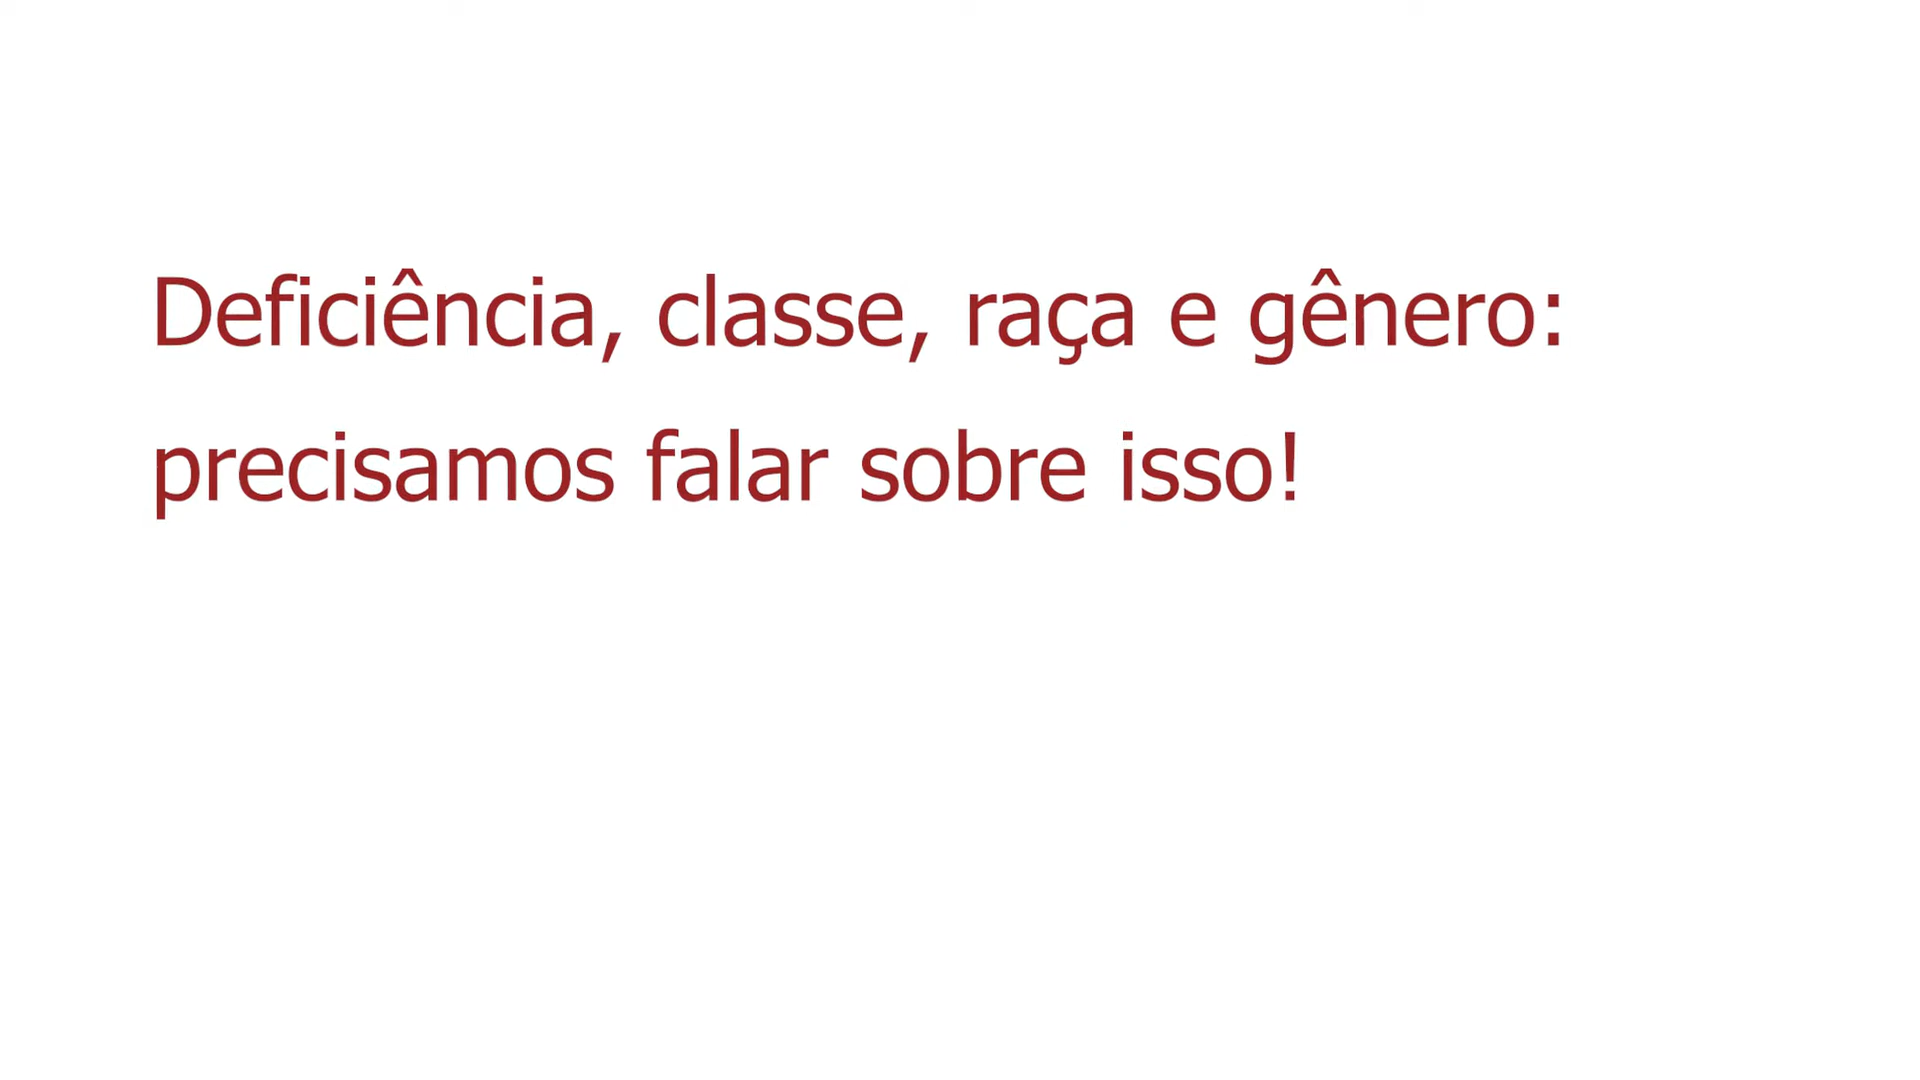 Deficiência, classe, raça e gênero:
precisamos falar sobre isso!